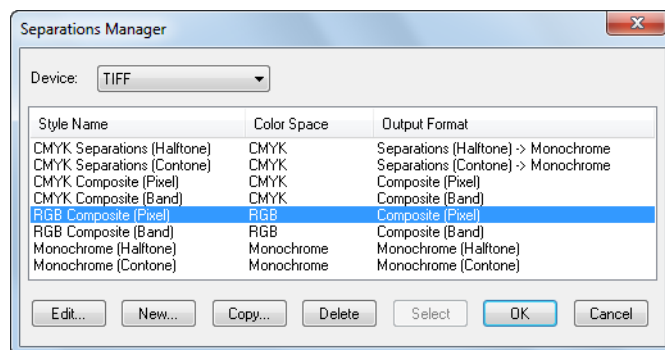 Separations Manager
Device: TIFF
Style Name Color Space Output Format
CMYK Separations (Halftone) CMYK Separations (Halftone) -> Monochrome
CMYK Separations (Contone) CMYK Separations (Contone) -> Monochrome
CMYK Composite (Pixel) CMYK Composite (Pixel)
CMYK Composite (Band) CMYK Composite (Band)
RGB Composite (Pixel) RGB Composite (Pixel)
RGB Composite (Band) RGB Composite (Band)
Monochrome (Halftone) Monochrome Monochrome (Halftone)
Monochrome (Contone) Monochrome Monochrome (Contone)
Edit... New... Copy... Delete Select OK Cancel